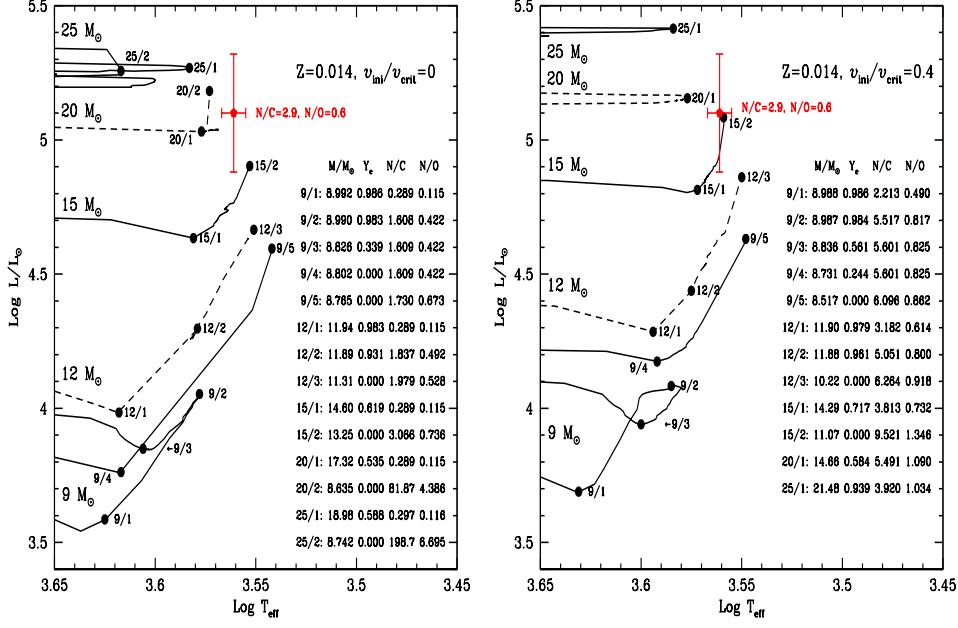 5.5
5
4.5
4
3.5
Log L/L⊙
25 M⊙
25/2
25/1
Z=0.014, v_ini/v_crit=0
20/2
20 M⊙
N/C=2.9, N/O=0.6
20/1
15/2
15 M⊙
15/1
12/3
9/5
12/2
12 M⊙
12/1
9/2
←9/3
9/4
9 M⊙
9/1
M/M⊙ Y_c N/C N/O
9/1: 8.992 0.986 0.289 0.115
9/2: 8.990 0.983 1.608 0.422
9/3: 8.826 0.339 1.609 0.422
9/4: 8.802 0.000 1.609 0.422
9/5: 8.765 0.000 1.730 0.673
12/1: 11.94 0.983 0.289 0.115
12/2: 11.89 0.931 1.837 0.492
12/3: 11.31 0.000 1.979 0.528
15/1: 14.60 0.619 0.289 0.115
15/2: 13.25 0.000 3.066 0.736
20/1: 17.32 0.535 0.289 0.115
20/2: 8.635 0.000 81.87 4.386
25/1: 18.98 0.588 0.297 0.116
25/2: 8.742 0.000 198.7 6.695
3.65 3.6 3.55 3.5 3.45
Log T_eff
5.5
5
4.5
4
3.5
Log L/L⊙
25/1
25 M⊙
Z=0.014, v_ini/v_crit=0.4
20 M⊙
20/1
N/C=2.9, N/O=0.6
15/2
15 M⊙
15/1
12/3
9/5
12/2
12 M⊙
12/1
9/4
9/2
←9/3
9 M⊙
9/1
M/M⊙ Y_c N/C N/O
9/1: 8.988 0.986 2.213 0.490
9/2: 8.987 0.984 5.517 0.817
9/3: 8.836 0.561 5.601 0.825
9/4: 8.731 0.244 5.601 0.825
9/5: 8.517 0.000 6.096 0.862
12/1: 11.90 0.979 3.182 0.614
12/2: 11.88 0.961 5.051 0.800
12/3: 10.22 0.000 6.264 0.918
15/1: 14.29 0.717 3.813 0.732
15/2: 11.07 0.000 9.521 1.346
20/1: 14.66 0.584 5.491 1.090
25/1: 21.48 0.939 3.920 1.034
3.65 3.6 3.55 3.5 3.45
Log T_eff